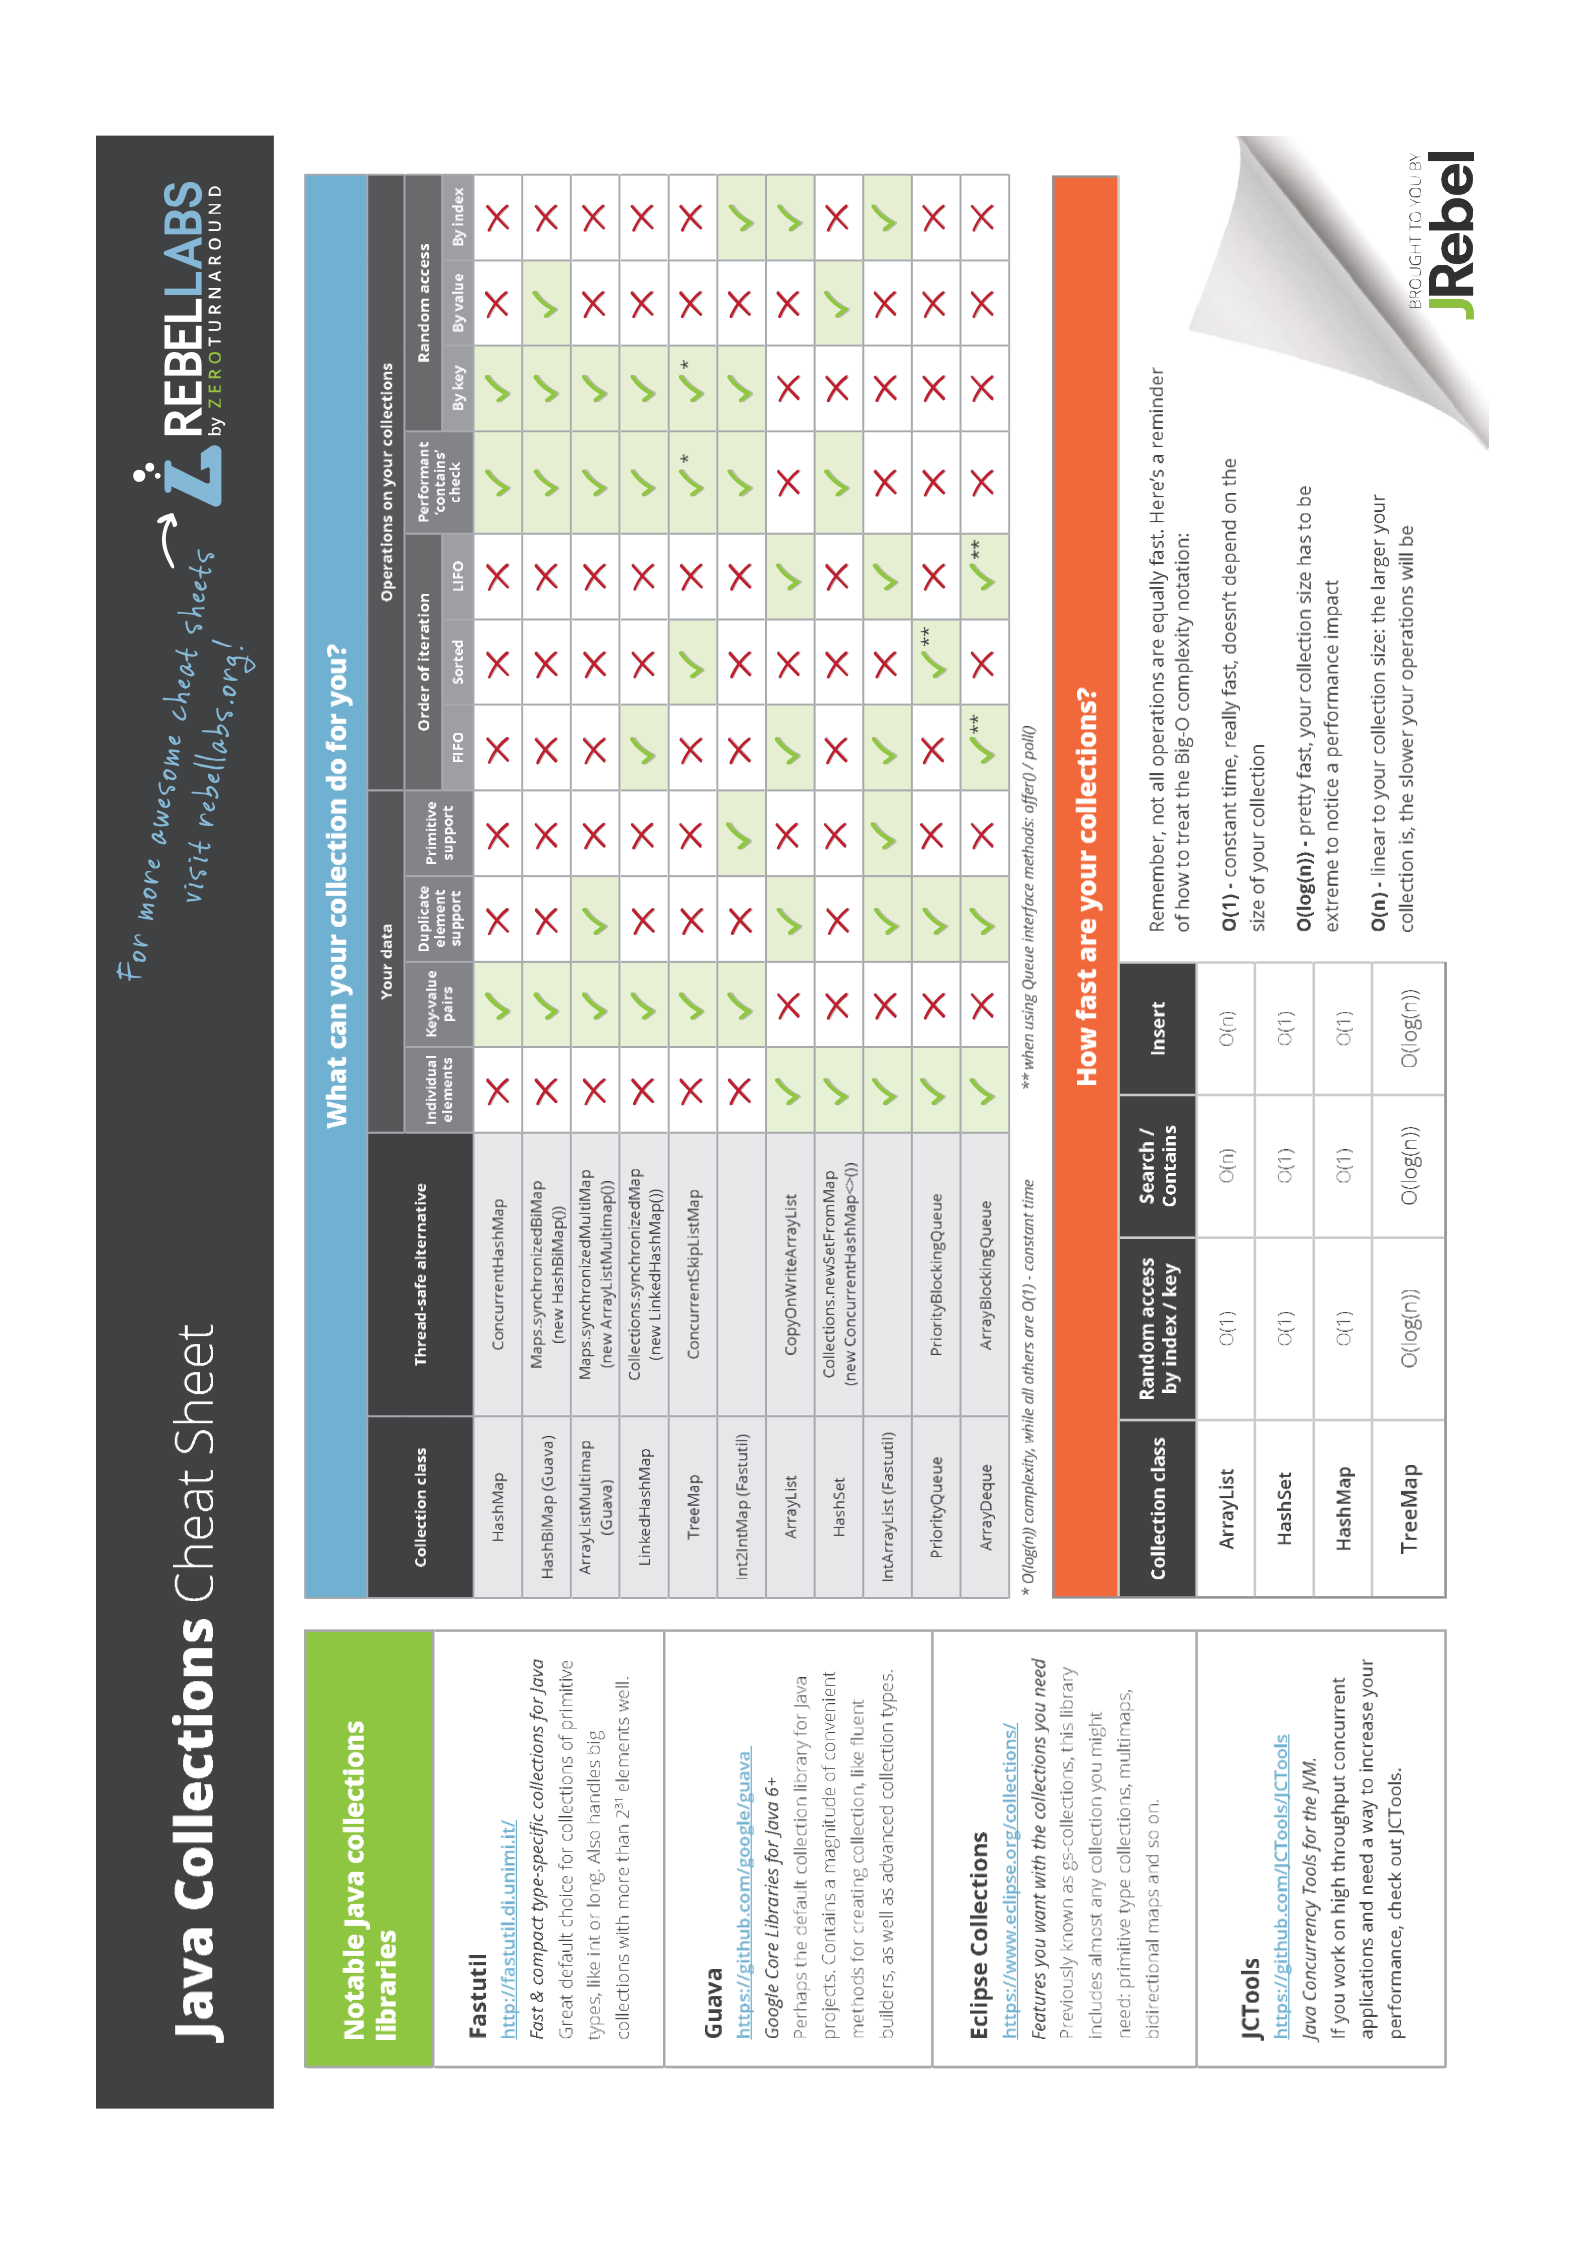 Java Collections Cheat Sheet
For more awesome cheat sheets
visit rebellabs.org!
REBELLABS
by ZEROTURNAROUND
Notable Java collections
libraries
Fastutil
http://fastutil.di.unimi.it/
Fast & compact type-specific collections for Java
Great default choice for collections of primitive
types, like int or long. Also handles big
collections with more than 2³¹ elements well.
Guava
https://github.com/google/guava
Google Core Libraries for Java 6+
Perhaps the default collection library for Java
projects. Contains a magnitude of convenient
methods for creating collection, like fluent
builders, as well as advanced collection types.
Eclipse Collections
https://www.eclipse.org/collections/
Features you want with the collections you need
Previously known as gs-collections, this library
includes almost any collection you might
need: primitive type collections, multimaps,
bidirectional maps and so on.
JCTools
https://github.com/JCTools/JCTools
Java Concurrency Tools for the JVM.
If you work on high throughput concurrent
applications and need a way to increase your
performance, check out JCTools.
What can your collection do for you?
Collection class Thread-safe alternative Your data Operations on your collections
Individual elements Key-value pairs Duplicate element support Primitive support Order of iteration Performant 'contains' check Random access
FIFO Sorted LIFO By key By value By index
HashMap ConcurrentHashMap ✗ ✓ ✗ ✗ ✗ ✗ ✗ ✓ ✓ ✗ ✗
HashBiMap (Guava) Maps.synchronizedBiMap (new HashBiMap()) ✗ ✓ ✗ ✗ ✗ ✗ ✗ ✓ ✓ ✓ ✗
ArrayListMultimap (Guava) Maps.synchronizedMultiMap (new ArrayListMultimap()) ✗ ✓ ✓ ✗ ✗ ✗ ✗ ✓ ✓ ✗ ✗
LinkedHashMap Collections.synchronizedMap (new LinkedHashMap()) ✗ ✓ ✗ ✗ ✓ ✗ ✗ ✓ ✓ ✗ ✗
TreeMap ConcurrentSkipListMap ✗ ✓ ✗ ✗ ✗ ✓ ✗ ✓* ✓* ✗ ✗
Int2IntMap (Fastutil) ✗ ✓ ✗ ✓ ✗ ✗ ✗ ✓ ✓ ✗ ✓
ArrayList CopyOnWriteArrayList ✓ ✗ ✓ ✗ ✓ ✗ ✓ ✗ ✗ ✗ ✓
HashSet Collections.newSetFromMap (new ConcurrentHashMap<>()) ✓ ✗ ✗ ✗ ✗ ✗ ✗ ✓ ✗ ✓ ✗
IntArrayList (Fastutil) ✓ ✗ ✓ ✓ ✓ ✗ ✓ ✗ ✗ ✗ ✓
PriorityQueue PriorityBlockingQueue ✓ ✗ ✓ ✗ ✗ ✓** ✗ ✗ ✗ ✗ ✗
ArrayDeque ArrayBlockingQueue ✓ ✗ ✓ ✗ ✓** ✗ ✓** ✗ ✗ ✗ ✗
* O(log(n)) complexity, while all others are O(1) - constant time
** when using Queue interface methods: offer() / poll()
How fast are your collections?
Collection class Random access by index / key Search / Contains Insert
ArrayList O(1) O(n) O(n)
HashSet O(1) O(1) O(1)
HashMap O(1) O(1) O(1)
TreeMap O(log(n)) O(log(n)) O(log(n))
Remember, not all operations are equally fast. Here's a reminder
of how to treat the Big-O complexity notation:
O(1) - constant time, really fast, doesn't depend on the
size of your collection
O(log(n)) - pretty fast, your collection size has to be
extreme to notice a performance impact
O(n) - linear to your collection size: the larger your
collection is, the slower your operations will be
BROUGHT TO YOU BY
JRebel